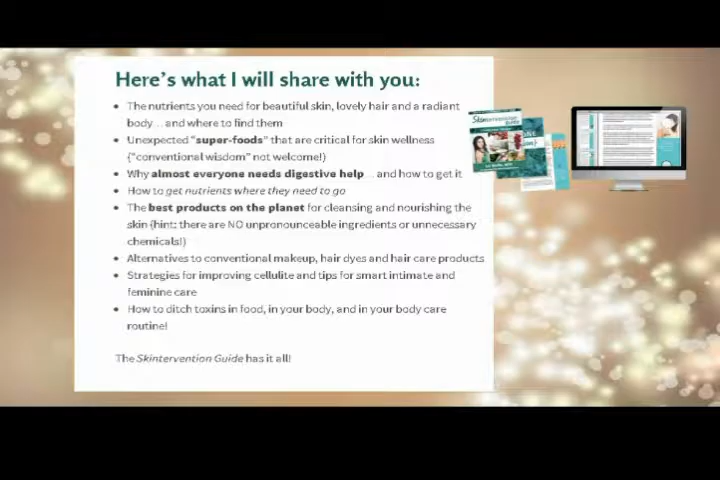 Here's what I will share with you:
• The nutrients you need for beautiful skin, lovely hair and a radiant
body...and where to find them
• Unexpected "super-foods" that are critical for skin wellness
{"conventional wisdom" not welcome!}
• Why almost everyone needs digestive help... and how to get it
• How to get nutrients where they need to go
• The best products on the planet for cleansing and nourishing the
skin {hint: there are NO unpronounceable ingredients or unnecessary
chemicals!}
• Alternatives to conventional makeup, hair dyes and hair care products
• Strategies for improving cellulite and tips for smart intimate and
feminine care
• How to ditch toxins in food, in your body, and in your body care
routine!
The Skintervention Guide has it all!
Skintervention
Guide